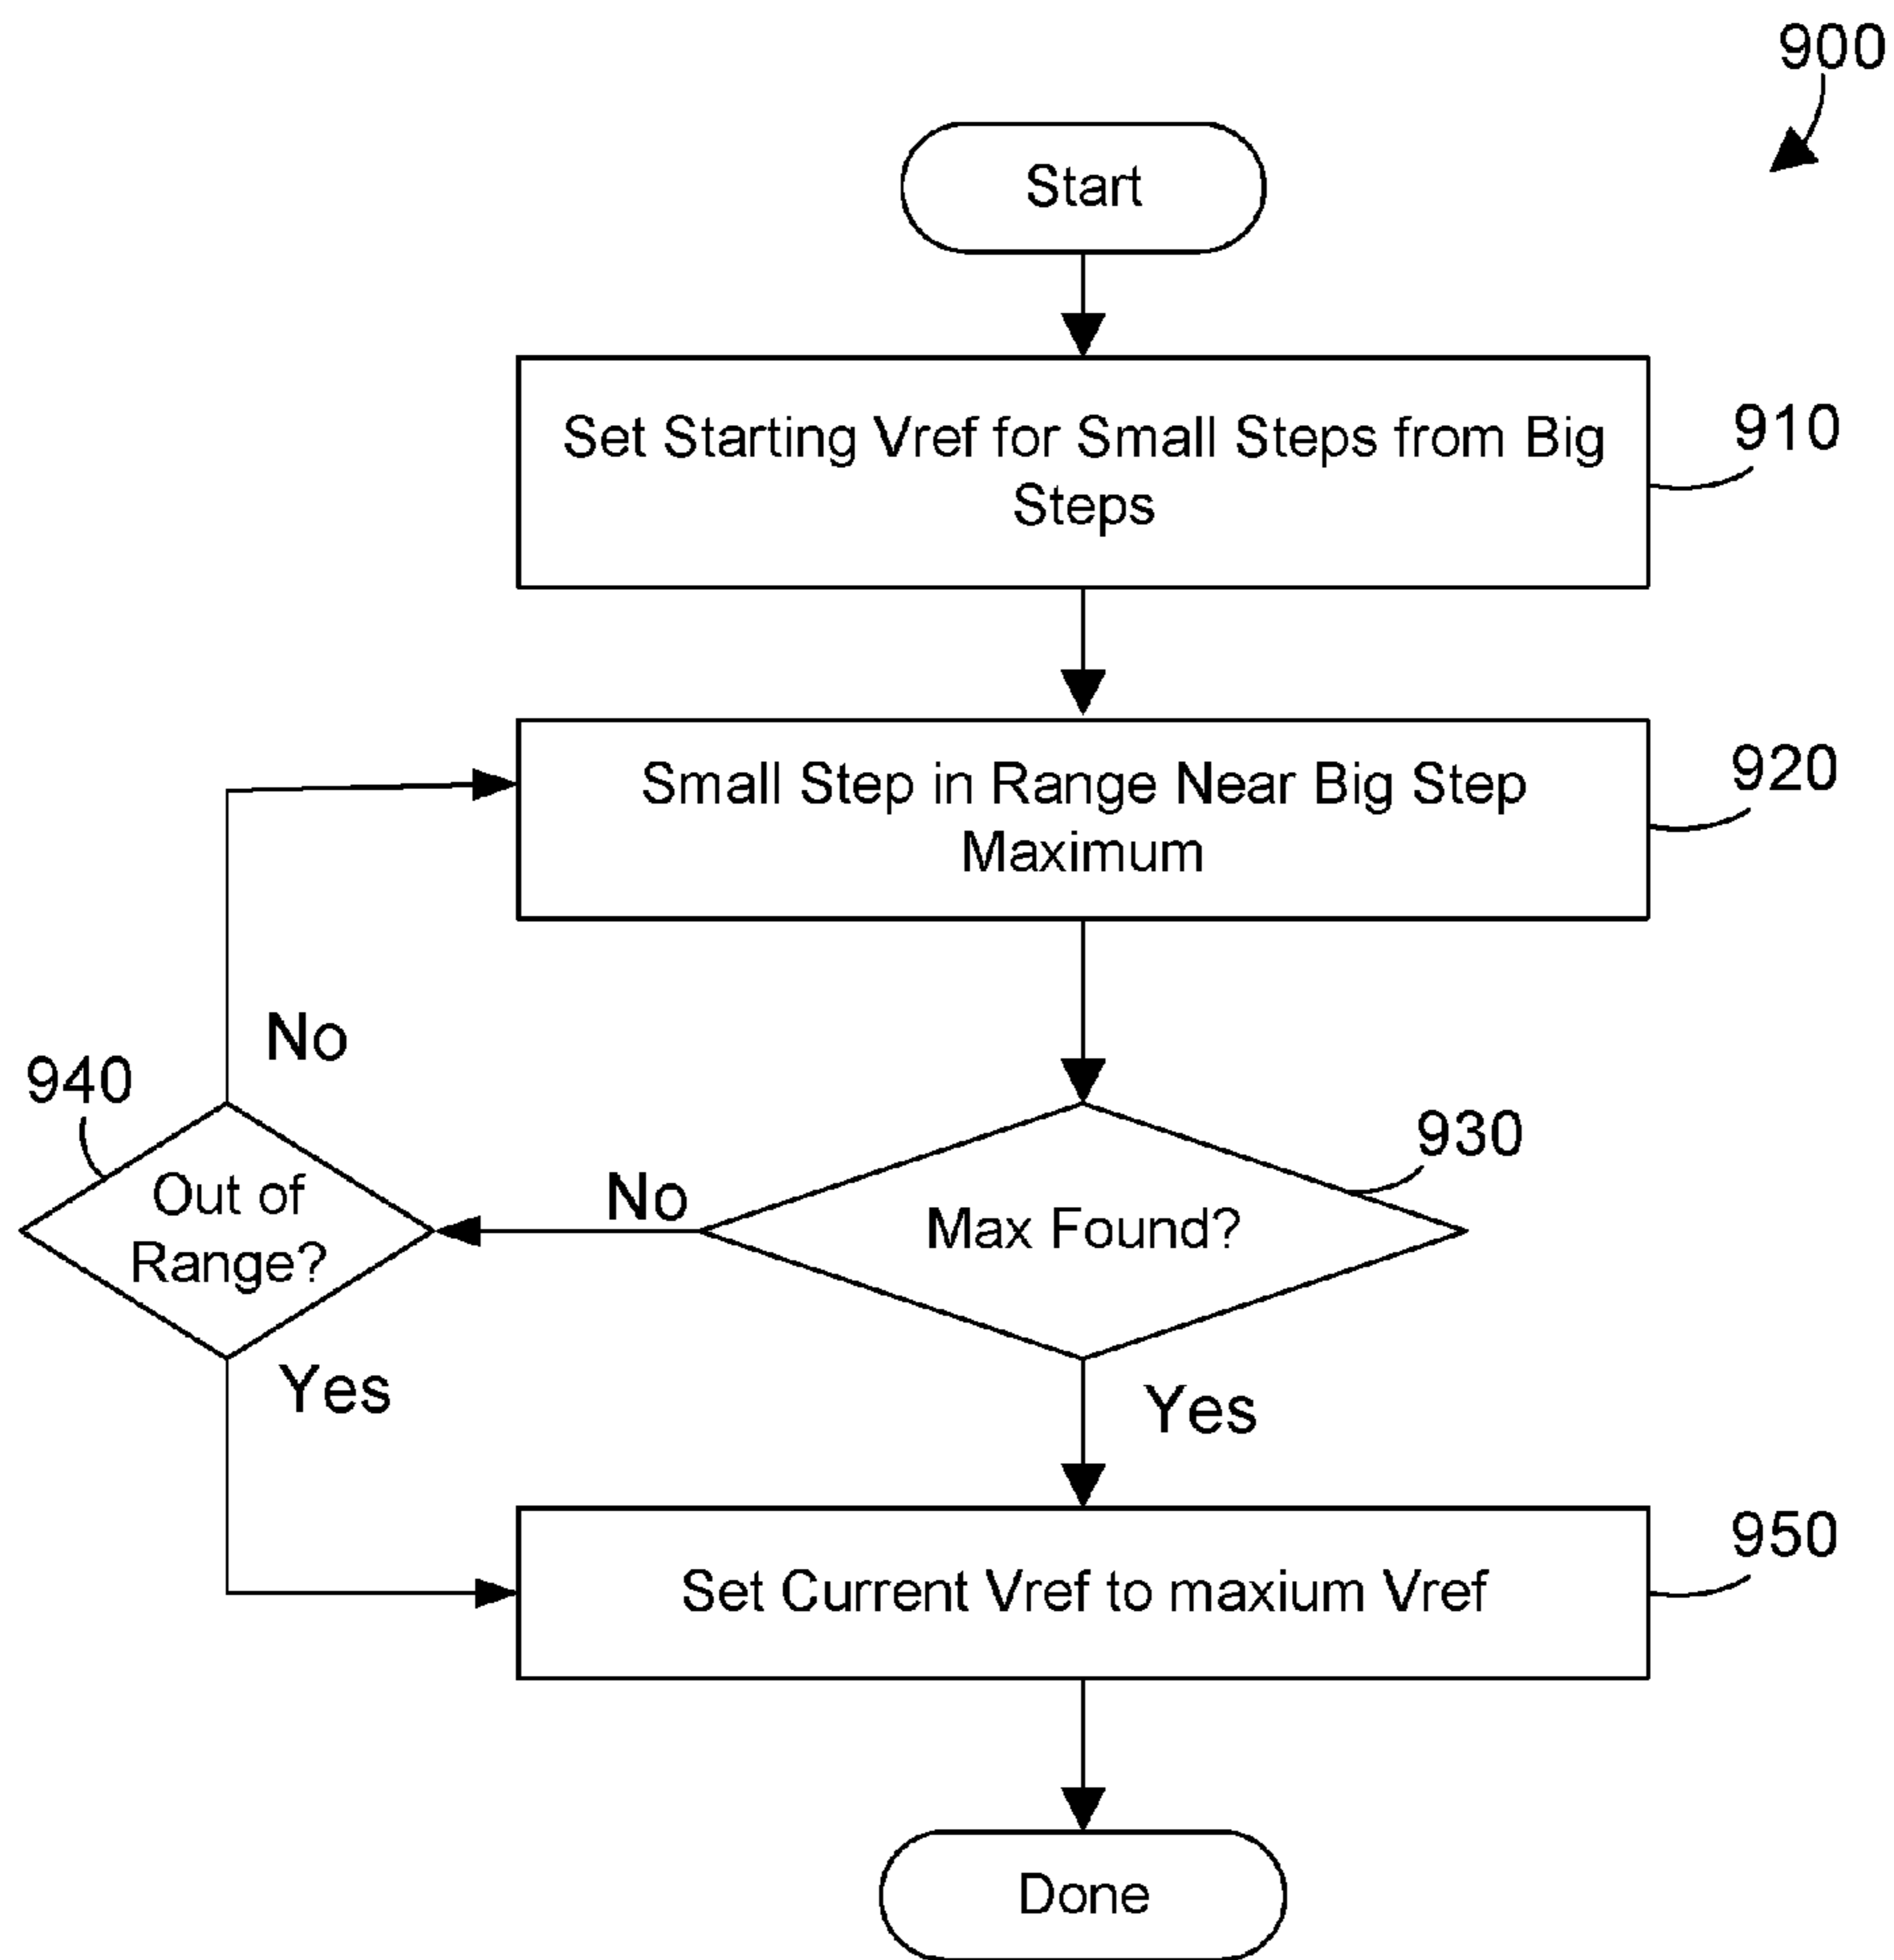 900
Start
Set Starting Vref for Small Steps from Big
Steps
910
Small Step in Range Near Big Step
Maximum
920
No
940
Out of
Range?
No
Max Found?
930
Yes
Yes
Set Current Vref to maxium Vref
950
Done